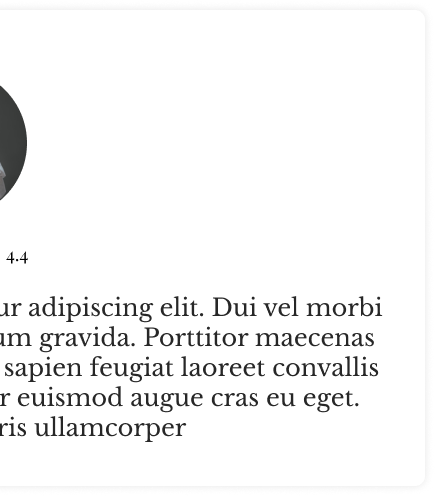 4.4
ur adipiscing elit. Dui vel morbi
um gravida. Porttitor maecenas
sapien feugiat laoreet convallis
r euismod augue cras eu eget.
ris ullamcorper